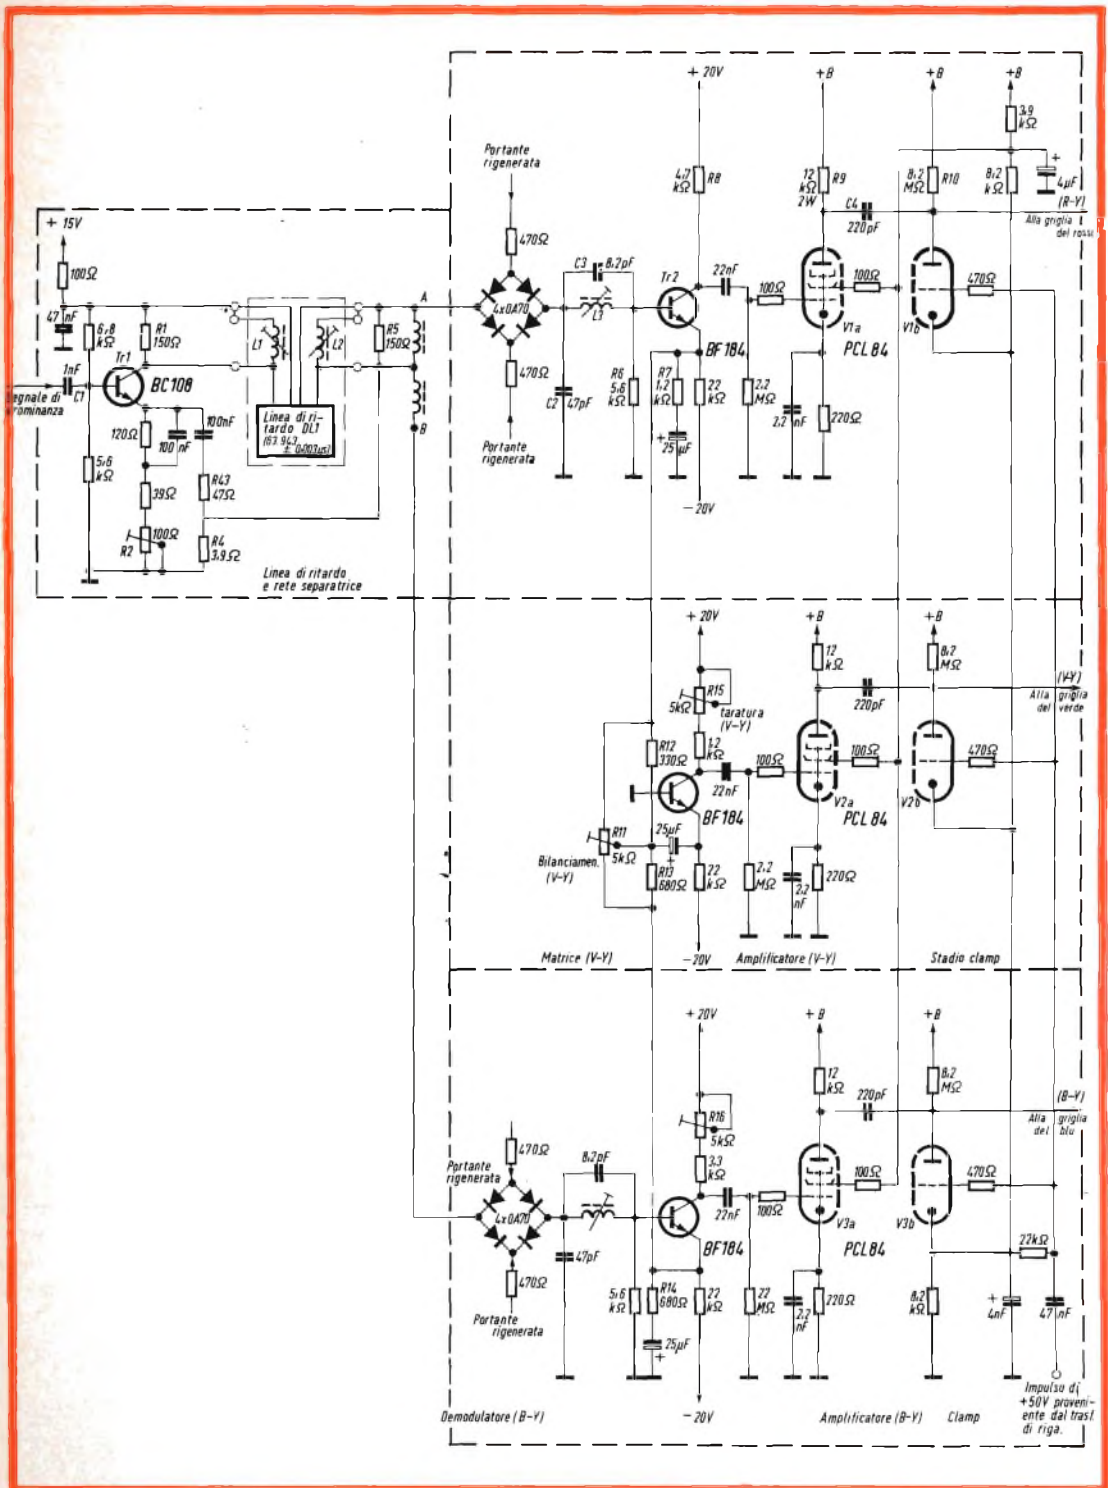 + 20V
+B
+B
+B
3,9
kΩ
Portante
rigenerata
4,7
kΩ
R8
12
kΩ
2W
R9
8,2
MΩ
R10
8,2
kΩ
+
4µF
C4
220pF
(R-Y)
Alla griglia
del rosso
+ 15V
100Ω
470Ω
C3
8,2pF
22nF
100Ω
100Ω
470Ω
47 nF
6,8
kΩ
R1
150Ω
L1
L2
R5
150Ω
A
4x0A70
L3
Tr2
BF184
V1a
PCL 84
V1b
Tr1
1nF
C1
BC108
Segnale di
crominanza
Linea di ri-
tardo DL1
(63,943
± 0,003µs)
B
470Ω
C2
47pF
R6
5,6
kΩ
R7
1,2
kΩ
22
kΩ
2,2
MΩ
2,2
nF
220Ω
+
25 µF
120Ω
100 nF
100nF
5,6
kΩ
39Ω
R43
47Ω
Portante
rigenerata
- 20V
R2
100Ω
R4
3,9Ω
Linea di ritardo
e rete separatrice
+ 20V
+B
+B
12
kΩ
8,2
MΩ
R15
5kΩ
taratura
(V-Y)
220pF
(V-Y)
Alla griglia
del verde
R12
330Ω
1,2
kΩ
100Ω
100Ω
470Ω
22nF
BF184
V2a
PCL 84
V2b
R11
5kΩ
Bilanciamen.
(V-Y)
25µF
+
R13
680Ω
22
kΩ
2,2
MΩ
2,2
nF
220Ω
Matrice (V-Y)
-20V
Amplificatore (V-Y)
Stadio clamp
+ 20V
+ B
+B
12
kΩ
8,2
MΩ
R16
5kΩ
220pF
(B-Y)
Alla griglia
del blu
470Ω
Portante
rigenerata
8,2pF
3,3
kΩ
100Ω
470Ω
4x0A70
22nF
100Ω
BF184
V3a
PCL84
V3b
22kΩ
47pF
470Ω
5,6
kΩ
R14
680Ω
22
kΩ
22
MΩ
2,2
nF
220Ω
8,2
kΩ
+
4nF
47 nF
Portante
rigenerata
25µF
+
Demodulatore (B-Y)
- 20V
Amplificatore (B-Y)
Clamp
Impulso di
+50V proveni-
ente dal trasf.
di riga.